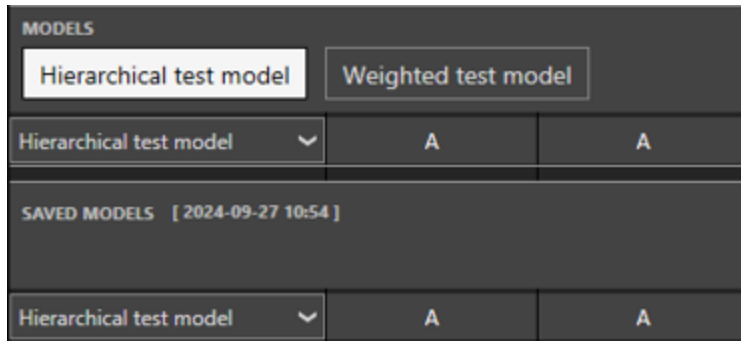 MODELS
Hierarchical test model Weighted test model
Hierarchical test model A A
SAVED MODELS [ 2024-09-27 10:54 ]
Hierarchical test model A A